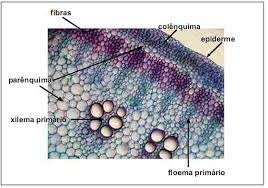 fibras
colênquima
epiderme
parênquima
xilema primário
floema primário